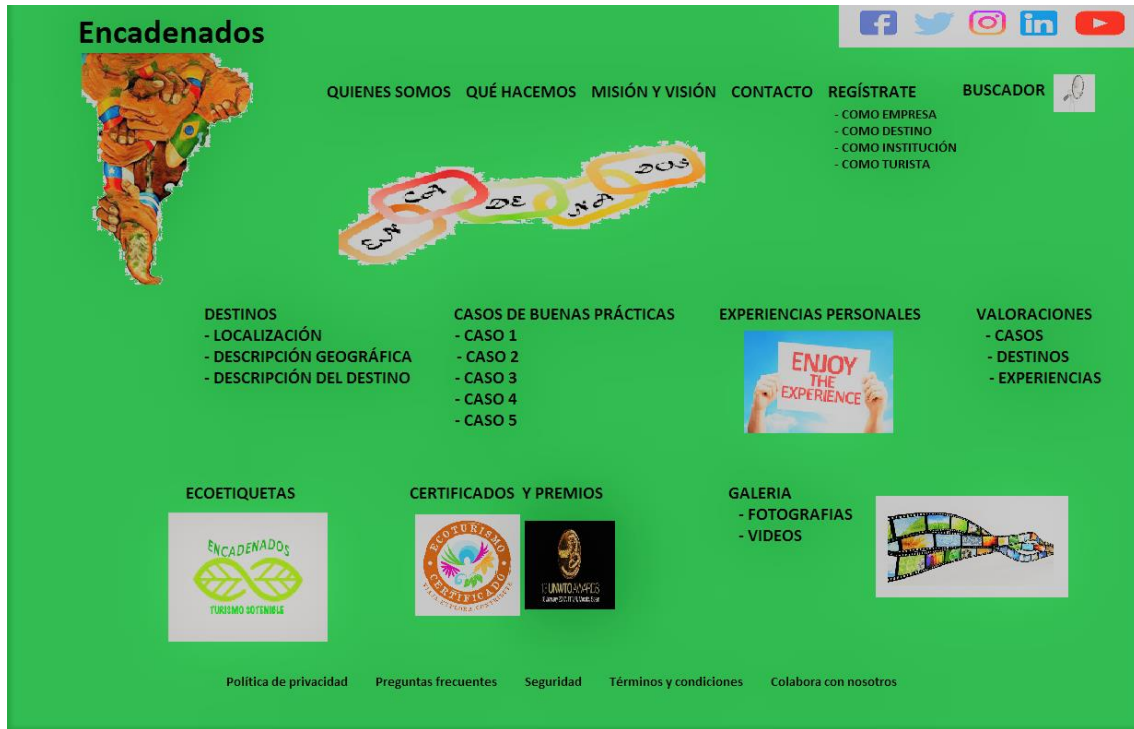 Encadenados
QUIENES SOMOS QUÉ HACEMOS MISIÓN Y VISIÓN CONTACTO REGÍSTRATE BUSCADOR
- COMO EMPRESA
- COMO DESTINO
- COMO INSTITUCIÓN
- COMO TURISTA
EN CA DE NA DOS
DESTINOS
- LOCALIZACIÓN
- DESCRIPCIÓN GEOGRÁFICA
- DESCRIPCIÓN DEL DESTINO
CASOS DE BUENAS PRÁCTICAS
- CASO 1
- CASO 2
- CASO 3
- CASO 4
- CASO 5
EXPERIENCIAS PERSONALES
ENJOY
THE
EXPERIENCE
VALORACIONES
- CASOS
- DESTINOS
- EXPERIENCIAS
ECOETIQUETAS
ENCADENADOS
TURISMO SOTENIBLE
CERTIFICADOS Y PREMIOS
ECOTURISMO
CERTIFICADO
UNWTO AWARDS
GALERIA
- FOTOGRAFIAS
- VIDEOS
Política de privacidad Preguntas frecuentes Seguridad Términos y condiciones Colabora con nosotros